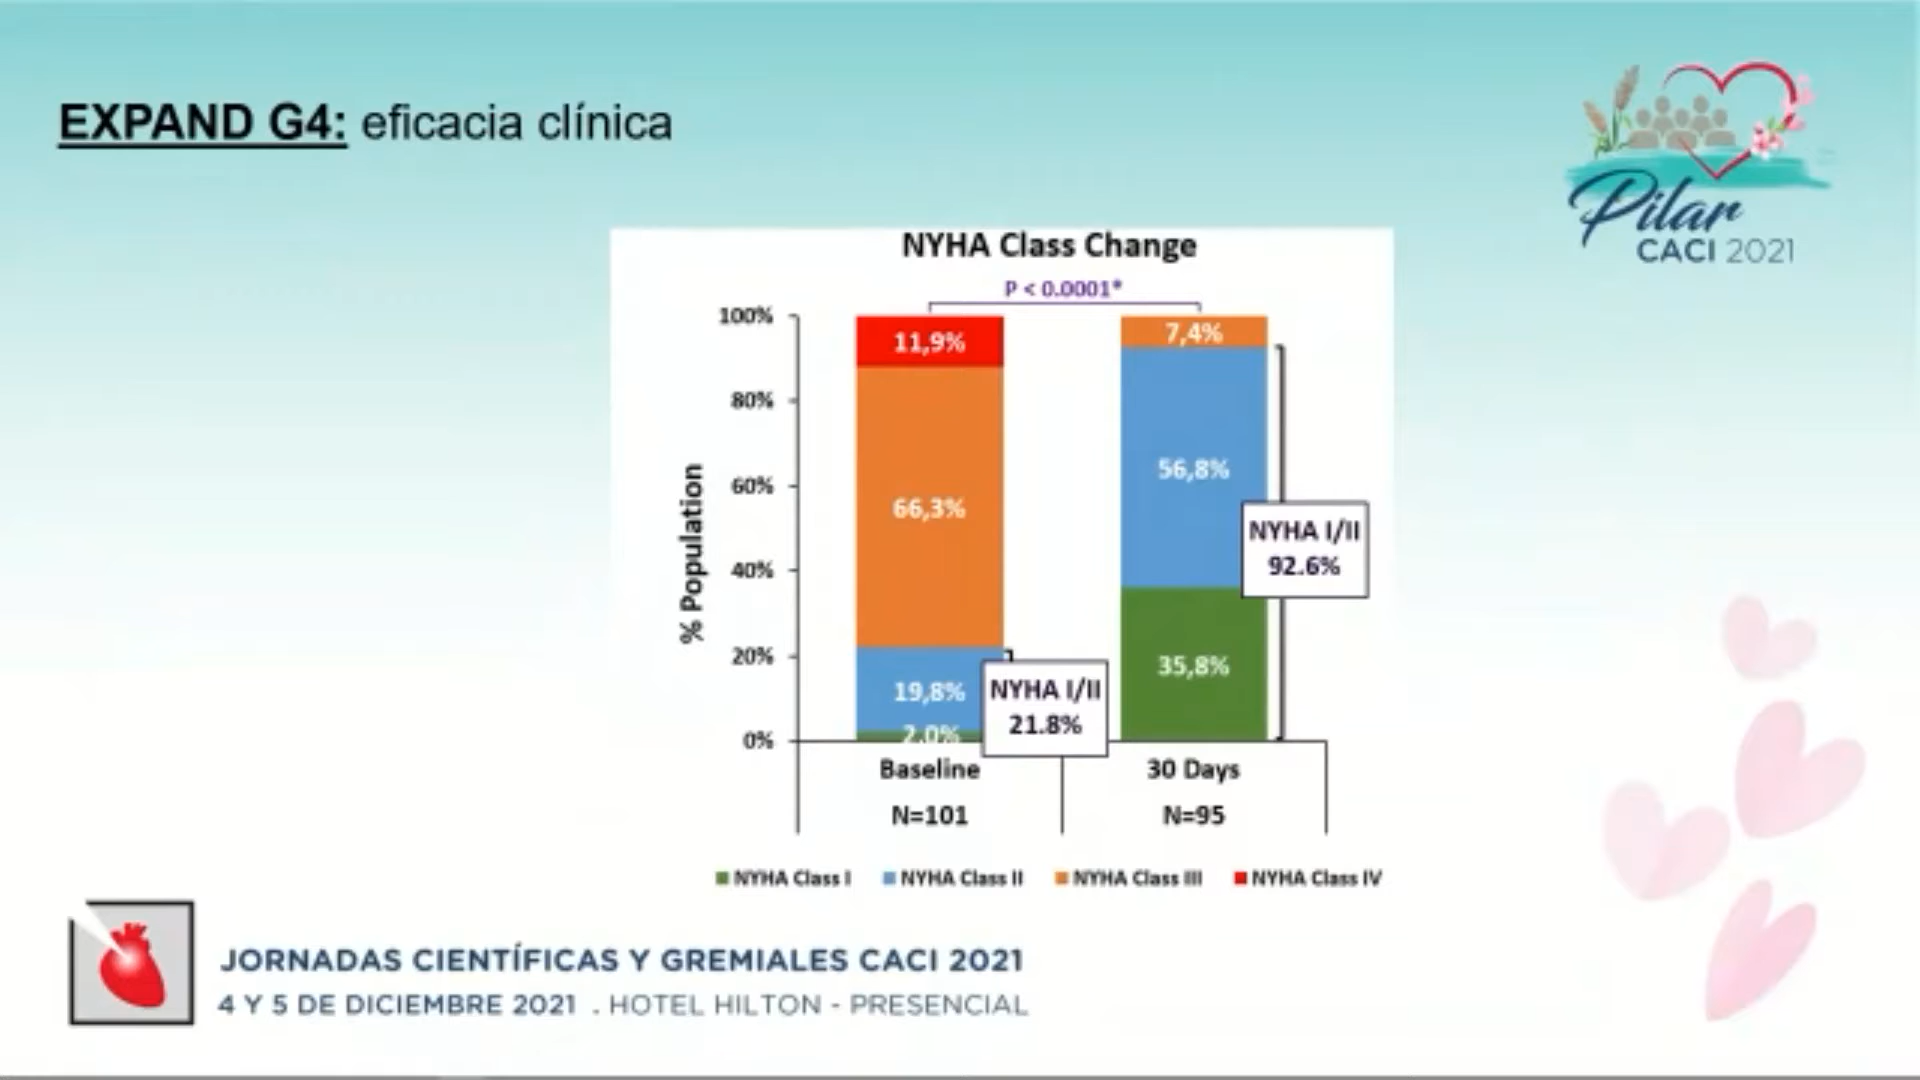 EXPAND G4: eficacia clínica
Pilar
CACI 2021
NYHA Class Change
P < 0.0001*
% Population
100%
80%
60%
40%
20%
0%
11,9%
66,3%
19,8%
2,0%
NYHA I/II
21.8%
7,4%
56,8%
35,8%
NYHA I/II
92.6%
Baseline
N=101
30 Days
N=95
NYHA Class I
NYHA Class II
NYHA Class III
NYHA Class IV
JORNADAS CIENTÍFICAS Y GREMIALES CACI 2021
4 Y 5 DE DICIEMBRE 2021 . HOTEL HILTON - PRESENCIAL